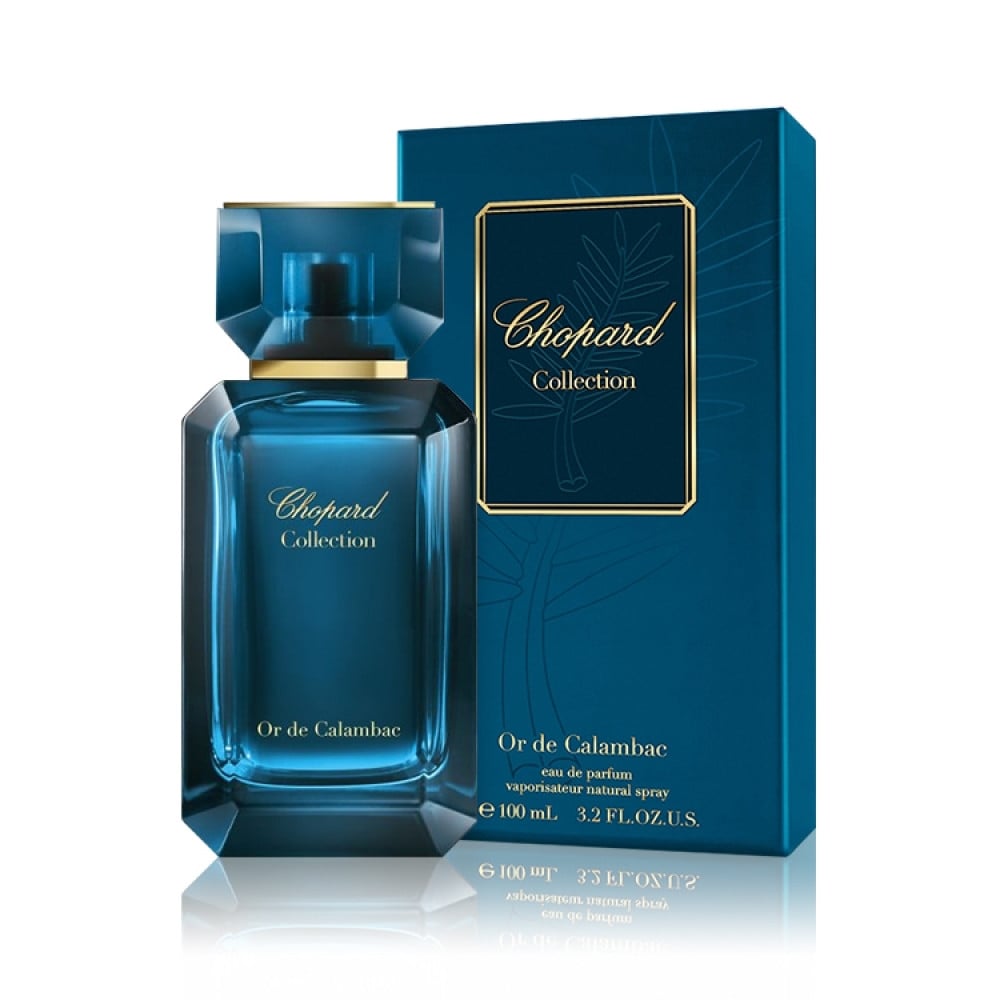 Chopard
Collection
Or de Calambac
Chopard
Collection
Or de Calambac
eau de parfum
vaporisateur natural spray
℮ 100 mL 3.2 FL.OZ.U.S.